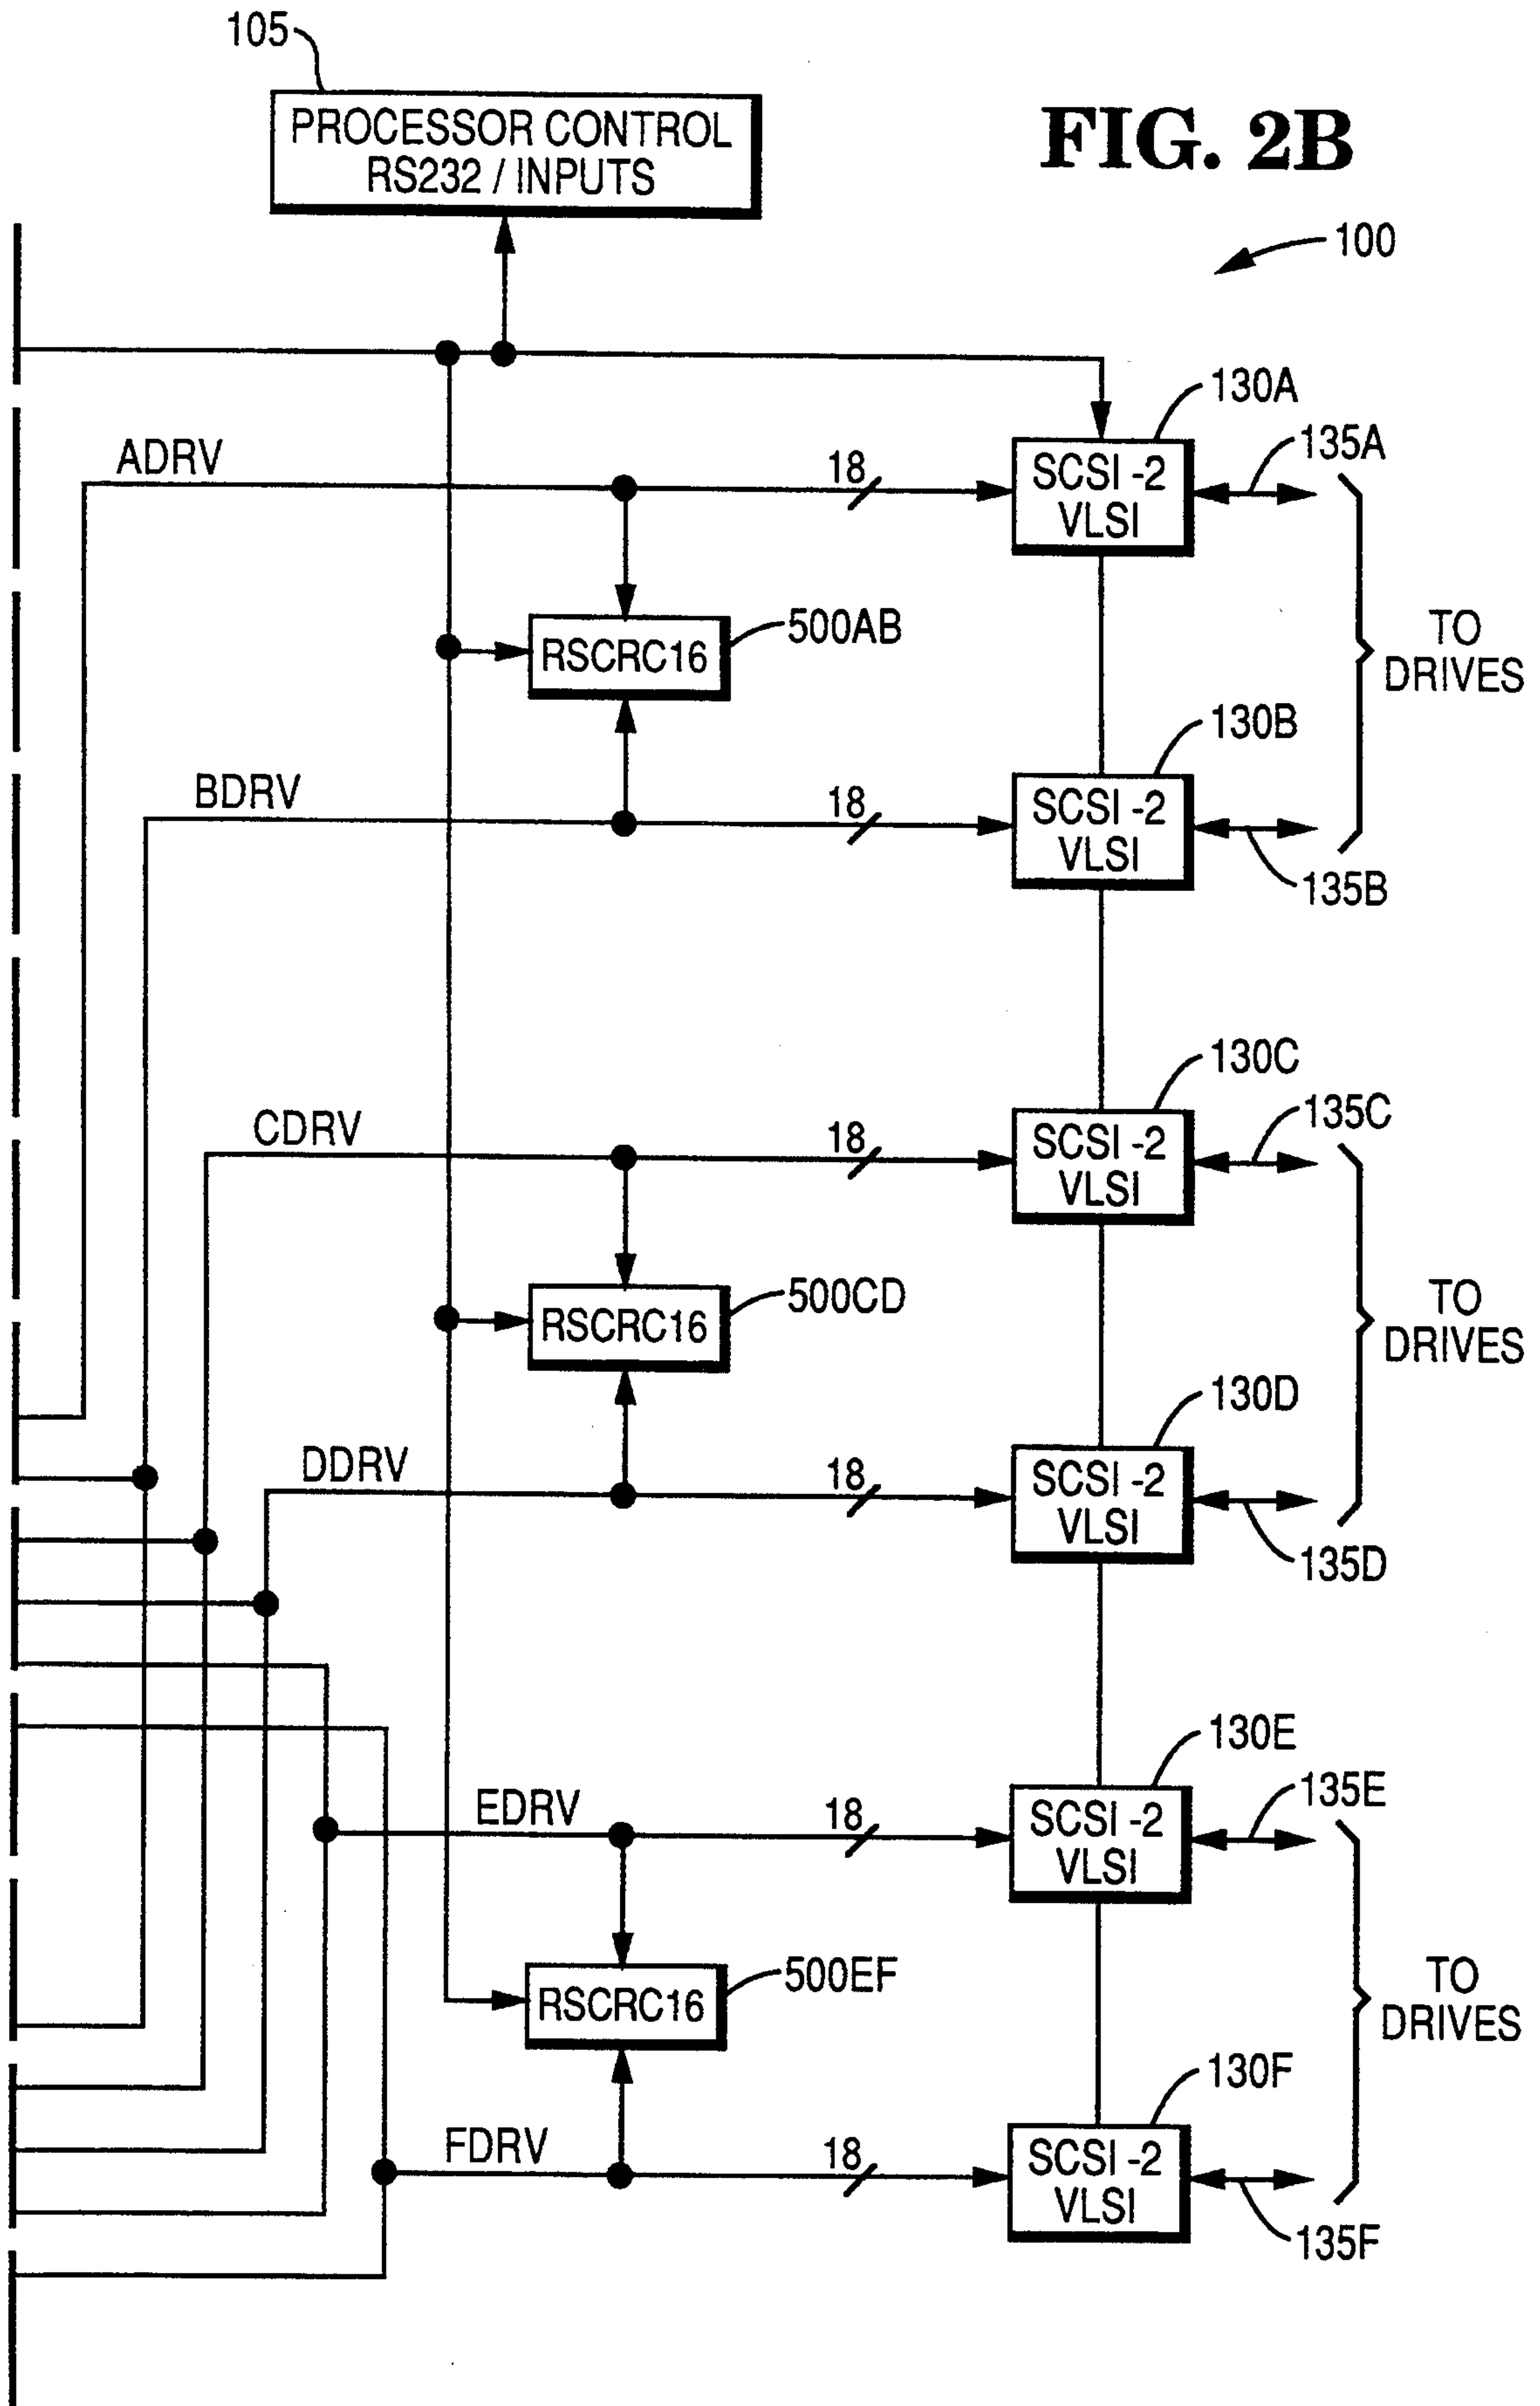 105
PROCESSOR CONTROL
RS232 / INPUTS
FIG. 2B
100
130A
ADRV
18
SCSI -2
VLSI
135A
500AB
RSCRC16
TO
DRIVES
130B
BDRV
18
SCSI -2
VLSI
135B
130C
CDRV
18
SCSI -2
VLSI
135C
500CD
RSCRC16
TO
DRIVES
130D
DDRV
18
SCSI -2
VLSI
135D
130E
EDRV
18
SCSI -2
VLSI
135E
500EF
RSCRC16
TO
DRIVES
130F
FDRV
18
SCSI -2
VLSI
135F